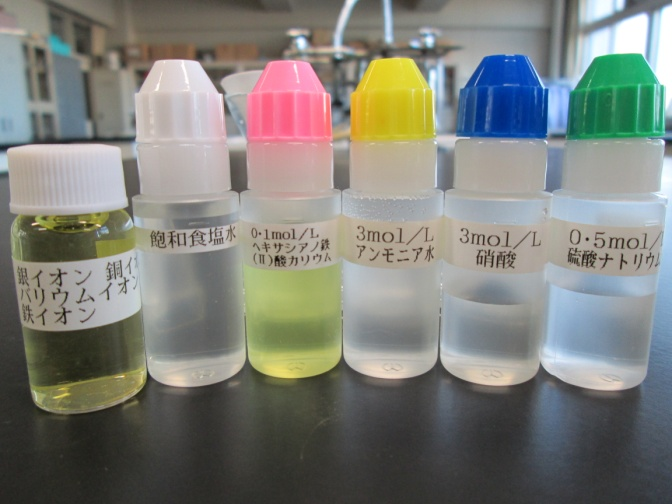 銀イオン 銅イオ
バリウムイオン
鉄イオン
飽和食塩水
0.1mol/L
ヘキサシアノ鉄
(Ⅱ)酸カリウム
3mol/L
アンモニア水
3mol/L
硝酸
0.5mol/
硫酸ナトリウム